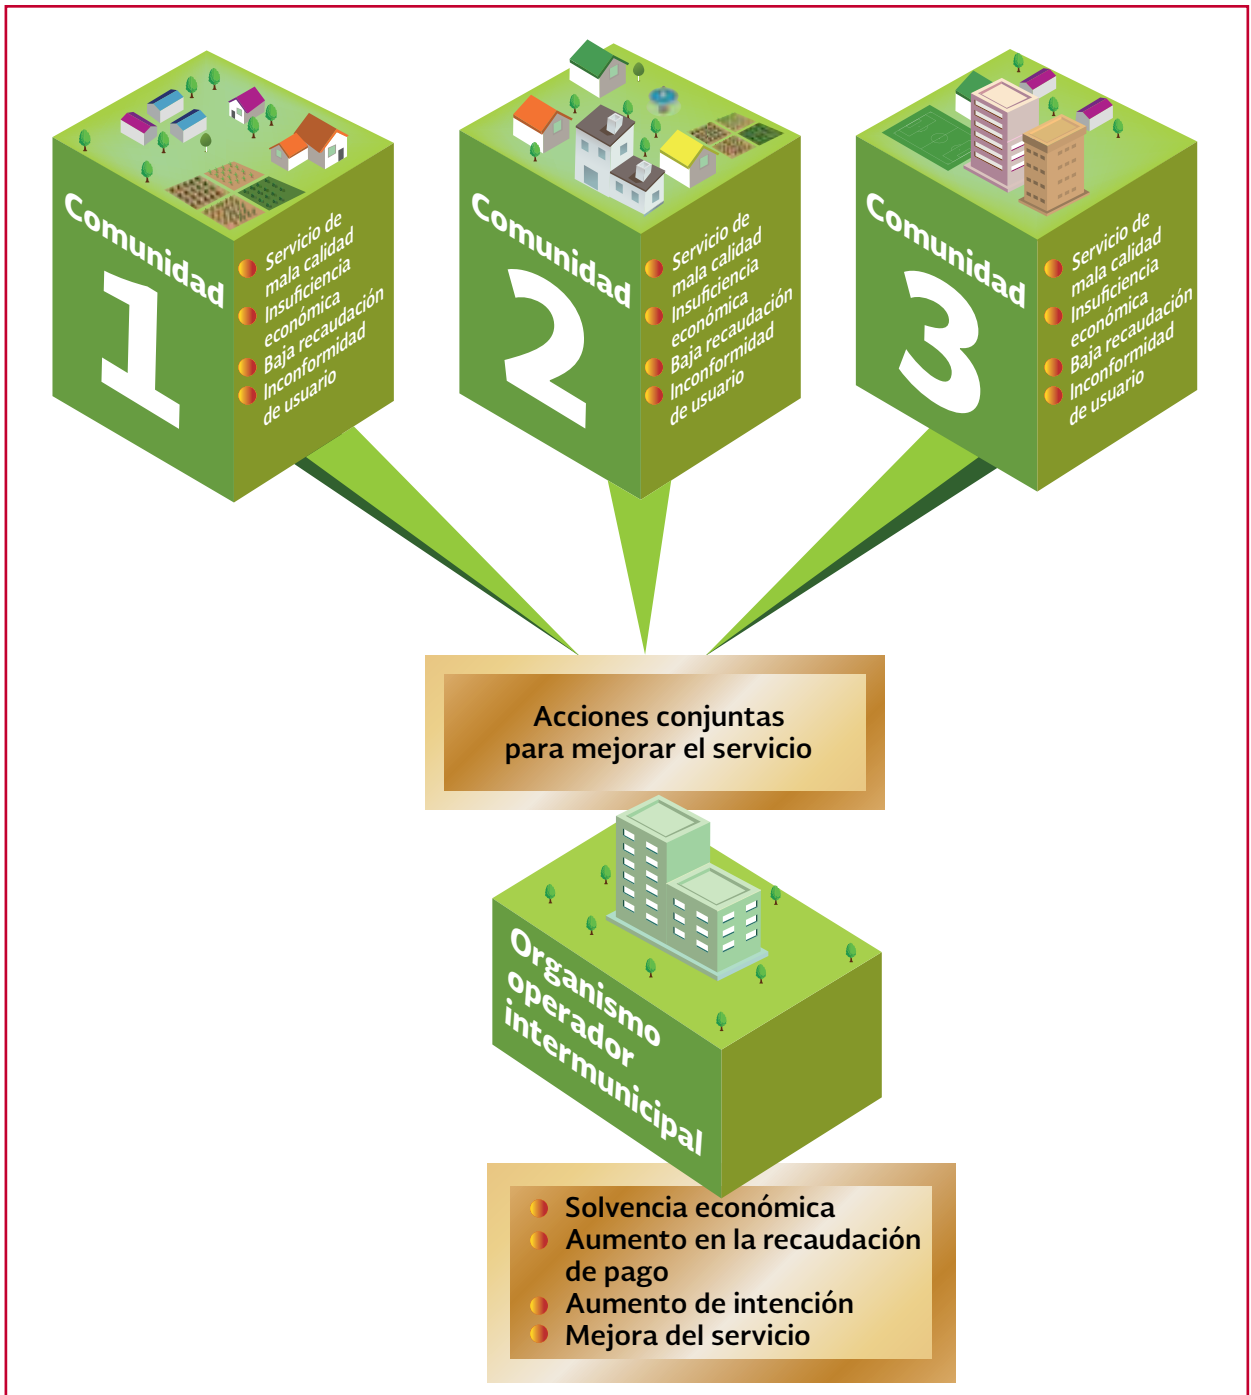 Comunidad
1
Servicio de
mala calidad
Insuficiencia
económica
Baja recaudación
Inconformidad
de usuario
Comunidad
2
Servicio de
mala calidad
Insuficiencia
económica
Baja recaudación
Inconformidad
de usuario
Comunidad
3
Servicio de
mala calidad
Insuficiencia
económica
Baja recaudación
Inconformidad
de usuario
Acciones conjuntas
para mejorar el servicio
Organismo
operador
intermunicipal
Solvencia económica
Aumento en la recaudación
de pago
Aumento de intención
Mejora del servicio